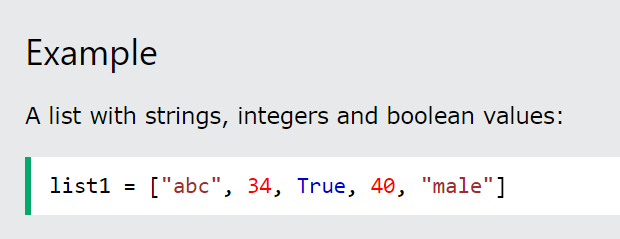 Example
A list with strings, integers and boolean values:
list1 = ["abc", 34, True, 40, "male"]